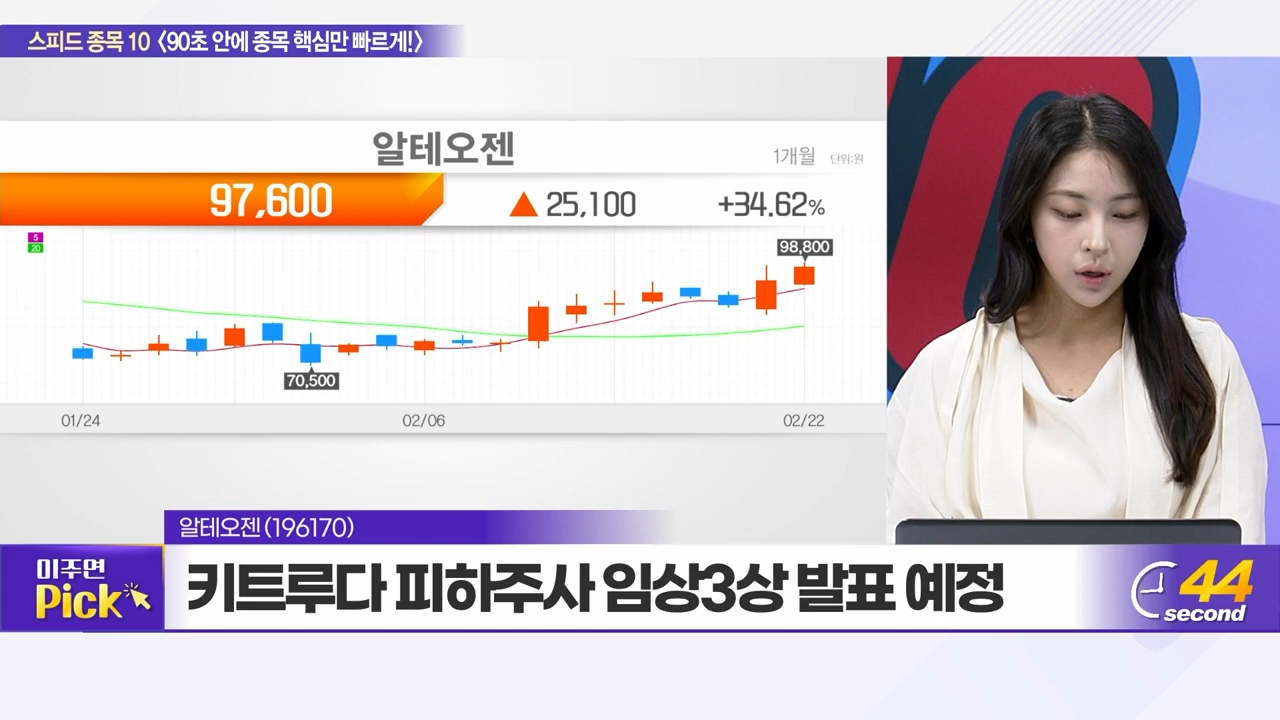 스피드 종목 10 <90초 안에 종목 핵심만 빠르게!>
알테오젠
1개월 단위:원
97,600 ▲ 25,100 +34.62%
5
20
98,800
70,500
01/24 02/06 02/22
알테오젠(196170)
미주면
Pick
키트루다 피하주사 임상3상 발표 예정
44
second